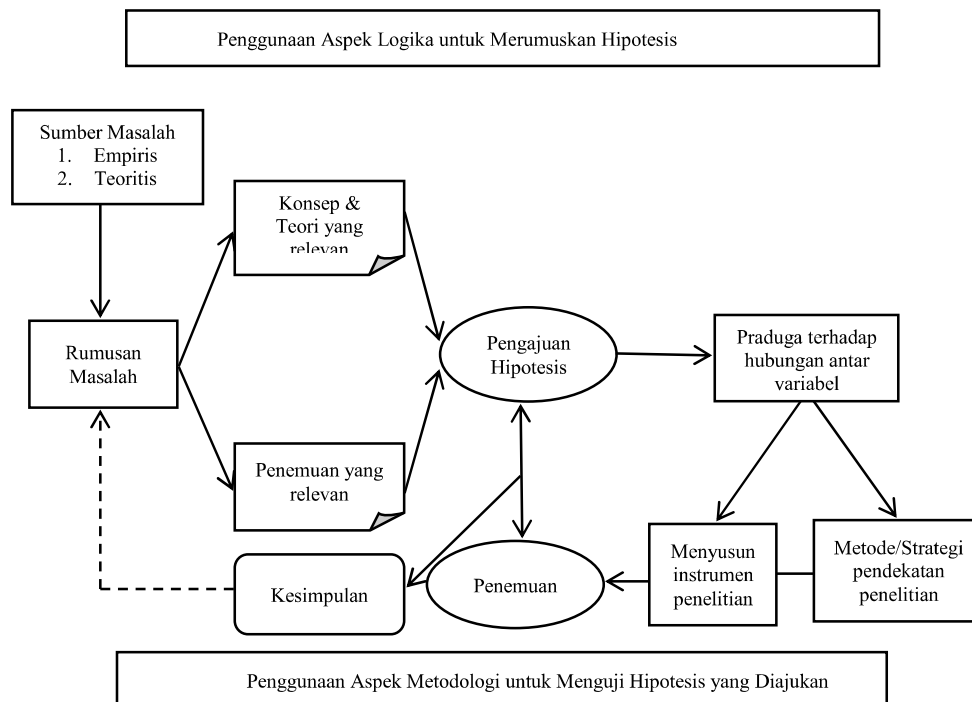 Penggunaan Aspek Logika untuk Merumuskan Hipotesis
Sumber Masalah
1. Empiris
2. Teoritis
Konsep &
Teori yang
relevan
Rumusan
Masalah
Pengajuan
Hipotesis
Praduga terhadap
hubungan antar
variabel
Penemuan yang
relevan
Kesimpulan
Penemuan
Menyusun
instrumen
penelitian
Metode/Strategi
pendekatan
penelitian
Penggunaan Aspek Metodologi untuk Menguji Hipotesis yang Diajukan